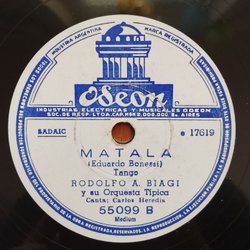 INDUSTRIA ARGENTINA
MARCA REGISTRADA
Odeon
INDUSTRIAS ELECTRICAS Y MUSICALES ODEON
SOC. DE RESP. LTDA. CAP. M$N 2.000.000 Bs. AIRES
SADAIC
e 17619
MATALA
(Eduardo Bonessi)
Tango
RODOLFO A. BIAGI
y su Orquesta Típica
Canta; Carlos Heredia
55099 B
Medium